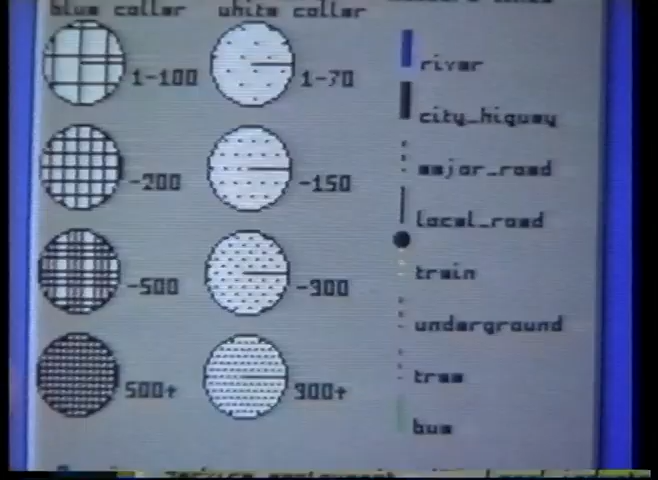 blue collar white collar
1-100 1-70 river
city_higuay
-200 -150 major_road
local_road
-500 -300 train
underground
500+ 300+ tram
bus